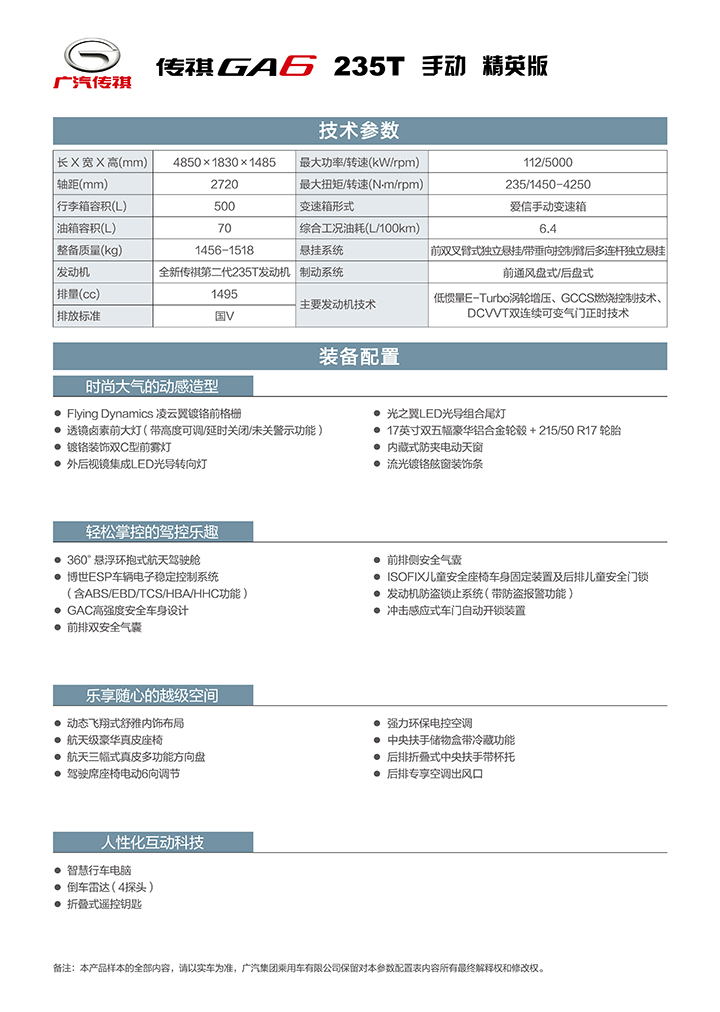 广汽传祺
传祺GA6 235T 手动 精英版
技术参数
长 X 宽 X 高(mm) 4850×1830×1485 最大功率/转速(kW/rpm) 112/5000
轴距(mm) 2720 最大扭矩/转速(N·m/rpm) 235/1450-4250
行李箱容积(L) 500 变速箱形式 爱信手动变速箱
油箱容积(L) 70 综合工况油耗(L/100km) 6.4
整备质量(kg) 1456-1518 悬挂系统 前双叉臂式独立悬挂/带垂向控制臂后多连杆独立悬挂
发动机 全新传祺第二代235T发动机 制动系统 前通风盘式/后盘式
排量(cc) 1495 主要发动机技术 低惯量E-Turbo涡轮增压、GCCS燃烧控制技术、
排放标准 国V DCVVT双连续可变气门正时技术
装备配置
时尚大气的动感造型
● Flying Dynamics 凌云翼镀铬前格栅
● 透镜卤素前大灯（带高度可调/延时关闭/未关警示功能）
● 镀铬装饰双C型前雾灯
● 外后视镜集成LED光导转向灯
● 光之翼LED光导组合尾灯
● 17英寸双五幅豪华铝合金轮毂 + 215/50 R17 轮胎
● 内藏式防夹电动天窗
● 流光镀铬舷窗装饰条
轻松掌控的驾控乐趣
● 360° 悬浮环抱式航天驾驶舱
● 博世ESP车辆电子稳定控制系统
（含ABS/EBD/TCS/HBA/HHC功能）
● GAC高强度安全车身设计
● 前排双安全气囊
● 前排侧安全气囊
● ISOFIX儿童安全座椅车身固定装置及后排儿童安全门锁
● 发动机防盗锁止系统（带防盗报警功能）
● 冲击感应式车门自动开锁装置
乐享随心的越级空间
● 动态飞翔式舒雅内饰布局
● 航天级豪华真皮座椅
● 航天三幅式真皮多功能方向盘
● 驾驶席座椅电动6向调节
● 强力环保电控空调
● 中央扶手储物盒带冷藏功能
● 后排折叠式中央扶手带杯托
● 后排专享空调出风口
人性化互动科技
● 智慧行车电脑
● 倒车雷达（4探头）
● 折叠式遥控钥匙
备注：本产品样本的全部内容，请以实车为准，广汽集团乘用车有限公司保留对本参数配置表内容所有最终解释权和修改权。